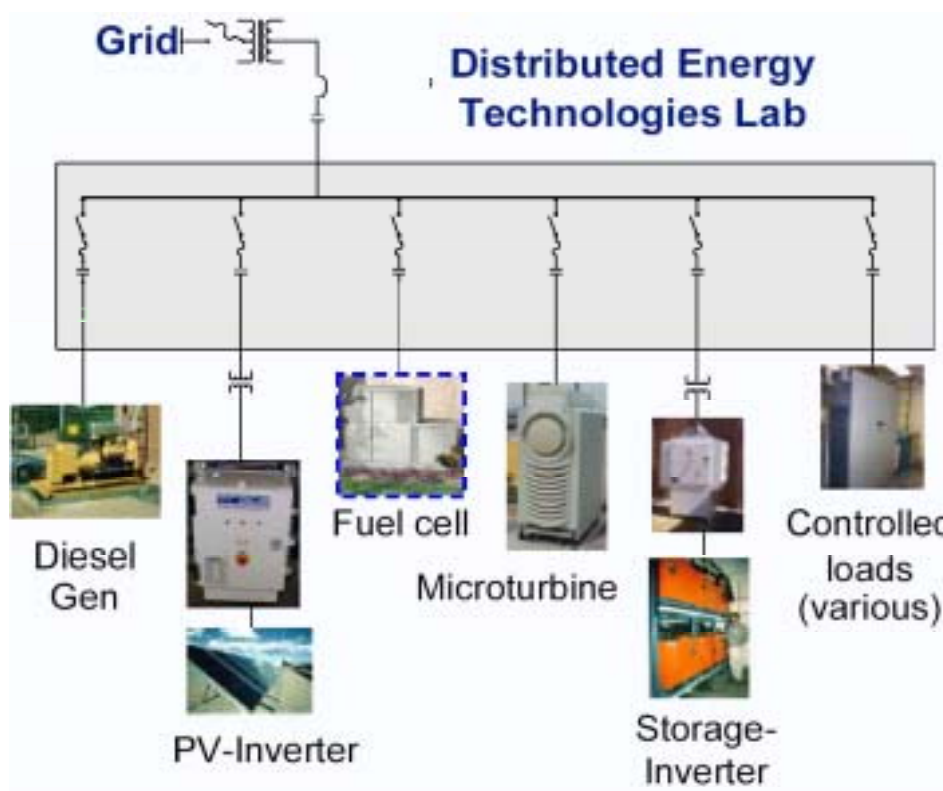 Grid
Distributed Energy
Technologies Lab
Diesel
Gen
PV-Inverter
Fuel cell
Microturbine
Storage-
Inverter
Controlled
loads
(various)